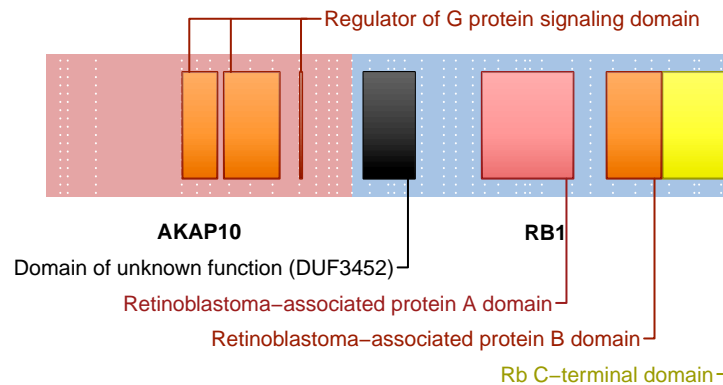 Regulator of G protein signaling domain
AKAP10
RB1
Domain of unknown function (DUF3452)
Retinoblastoma−associated protein A domain
Retinoblastoma−associated protein B domain
Rb C−terminal domain